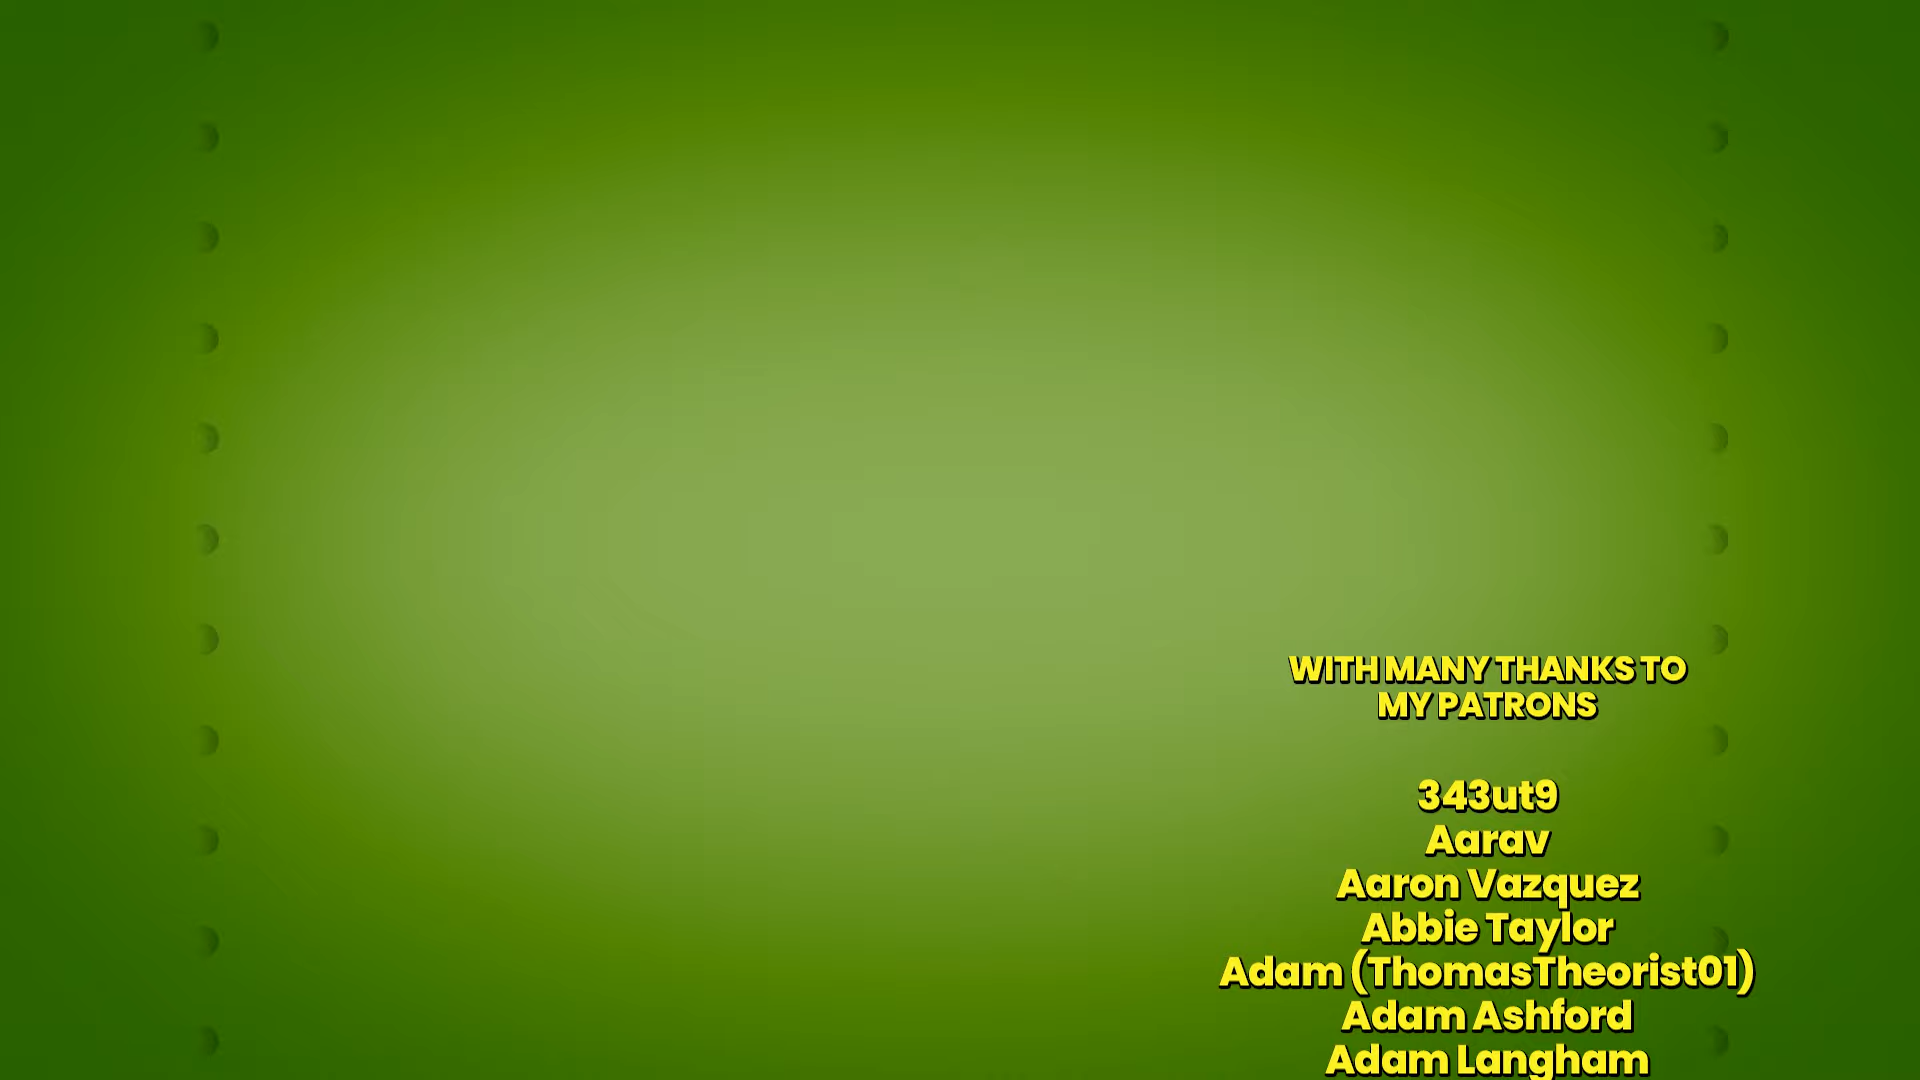 WITH MANY THANKS TO
MY PATRONS
343ut9
Aarav
Aaron Vazquez
Abbie Taylor
Adam (ThomasTheorist01)
Adam Ashford
Adam Langham